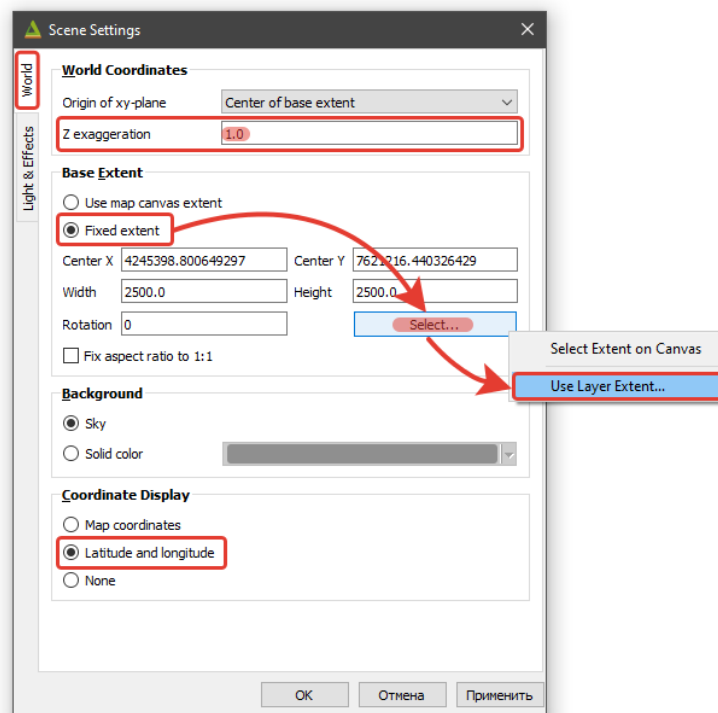 Scene Settings
World
Light & Effects
World Coordinates
Origin of xy-plane Center of base extent
Z exaggeration 1.0
Base Extent
Use map canvas extent
Fixed extent
Center X 4245398.800649297 Center Y 7621216.440326429
Width 2500.0 Height 2500.0
Rotation 0 Select...
Fix aspect ratio to 1:1
Select Extent on Canvas
Use Layer Extent...
Background
Sky
Solid color
Coordinate Display
Map coordinates
Latitude and longitude
None
OK Отмена Применить